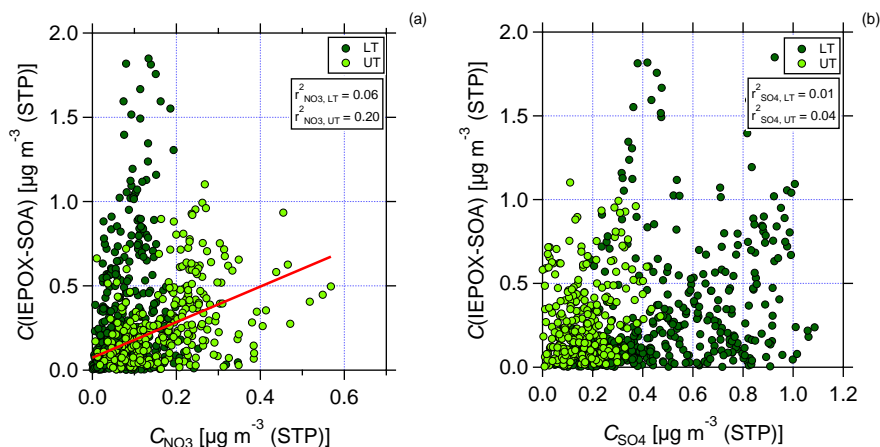 (a)
2.0
1.5
1.0
0.5
0.0
C(IEPOX-SOA) [µg m-3 (STP)]
LT
UT
r2NO3, LT = 0.06
r2NO3, UT = 0.20
0.0 0.2 0.4 0.6
CNO3 [µg m-3 (STP)]
(b)
2.0
1.5
1.0
0.5
0.0
C(IEPOX-SOA) [µg m-3 (STP)]
LT
UT
r2SO4, LT = 0.01
r2SO4, UT = 0.04
0.0 0.2 0.4 0.6 0.8 1.0 1.2
CSO4 [µg m-3 (STP)]